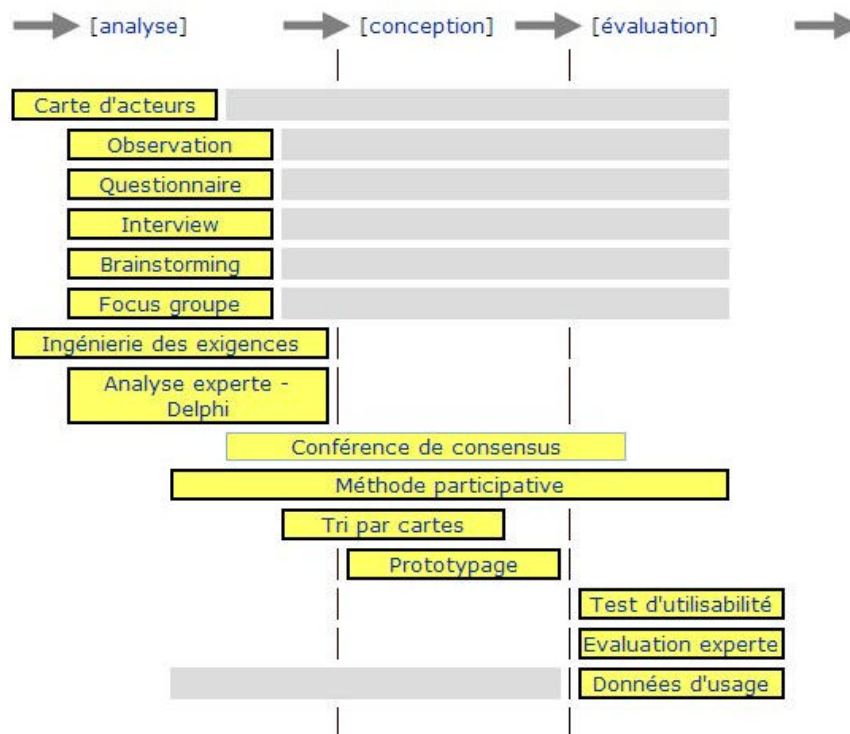 [analyse] [conception] [évaluation]
Carte d'acteurs
Observation
Questionnaire
Interview
Brainstorming
Focus groupe
Ingénierie des exigences
Analyse experte -
Delphi
Conférence de consensus
Méthode participative
Tri par cartes
Prototypage
Test d'utilisabilité
Evaluation experte
Données d'usage